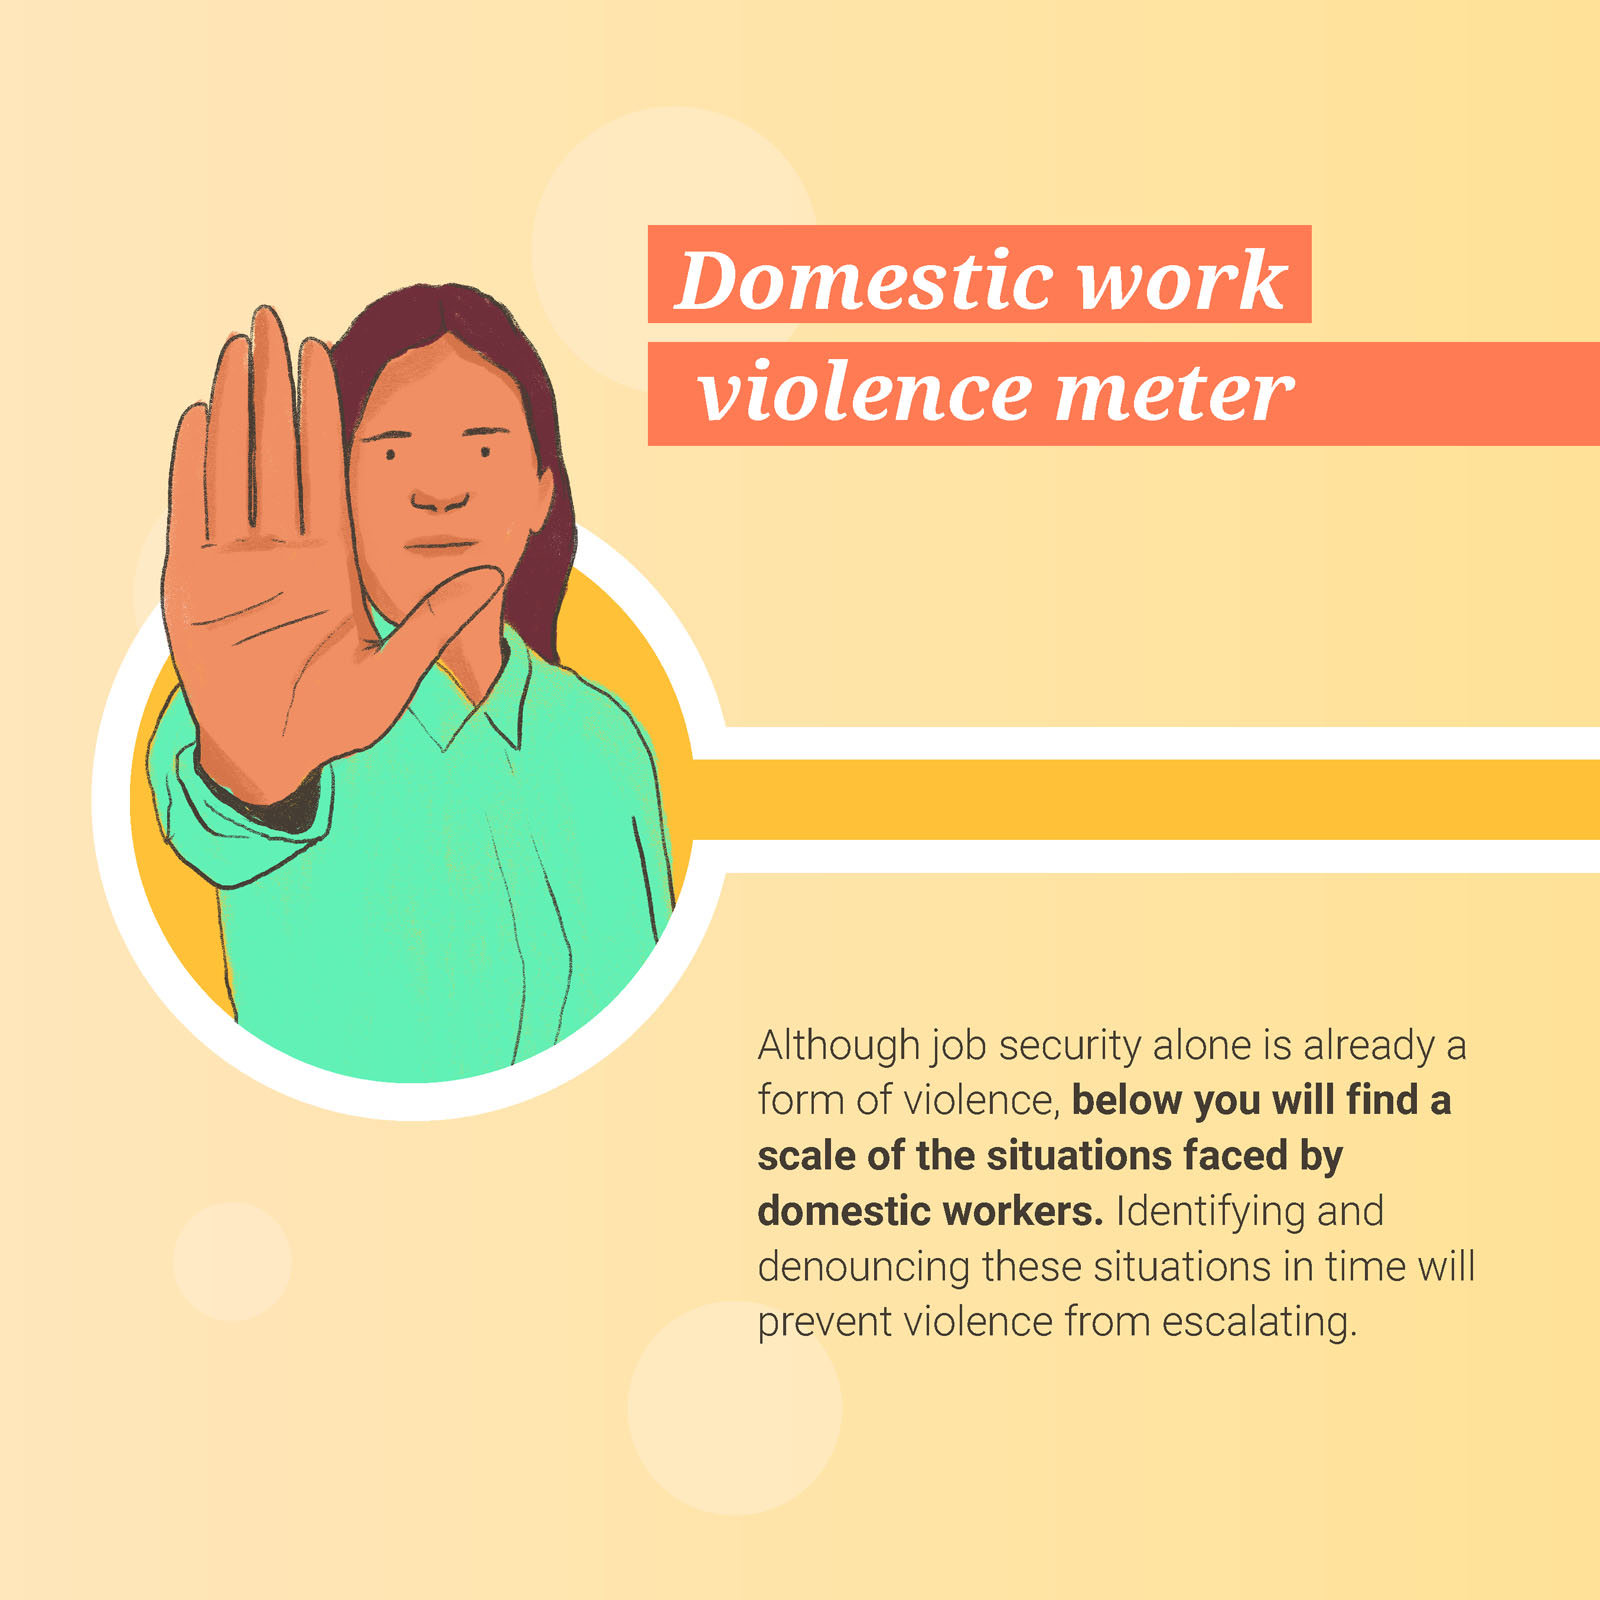 Domestic work
violence meter
Although job security alone is already a
form of violence, below you will find a
scale of the situations faced by
domestic workers. Identifying and
denouncing these situations in time will
prevent violence from escalating.